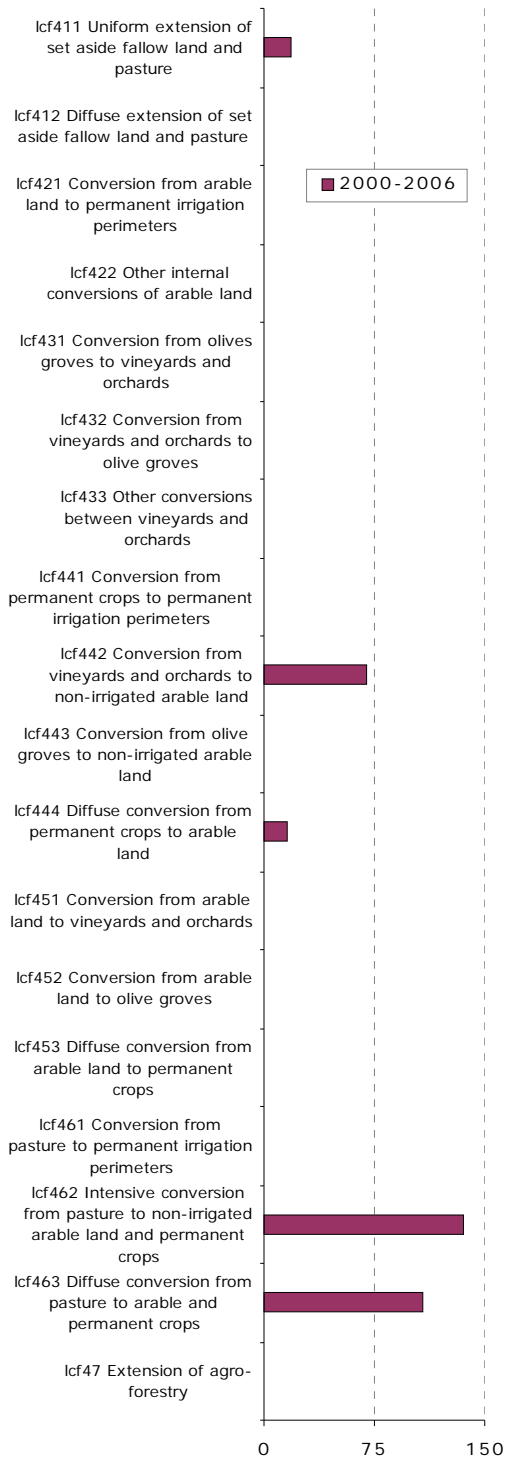 lcf411 Uniform extension of
set aside fallow land and
pasture
lcf412 Diffuse extension of set
aside fallow land and pasture
lcf421 Conversion from arable
land to permanent irrigation
perimeters
2000-2006
lcf422 Other internal
conversions of arable land
lcf431 Conversion from olives
groves to vineyards and
orchards
lcf432 Conversion from
vineyards and orchards to
olive groves
lcf433 Other conversions
between vineyards and
orchards
lcf441 Conversion from
permanent crops to permanent
irrigation perimeters
lcf442 Conversion from
vineyards and orchards to
non-irrigated arable land
lcf443 Conversion from olive
groves to non-irrigated arable
land
lcf444 Diffuse conversion from
permanent crops to arable
land
lcf451 Conversion from arable
land to vineyards and orchards
lcf452 Conversion from arable
land to olive groves
lcf453 Diffuse conversion from
arable land to permanent
crops
lcf461 Conversion from
pasture to permanent irrigation
perimeters
lcf462 Intensive conversion
from pasture to non-irrigated
arable land and permanent
crops
lcf463 Diffuse conversion from
pasture to arable and
permanent crops
lcf47 Extension of agro-
forestry
0 75 150